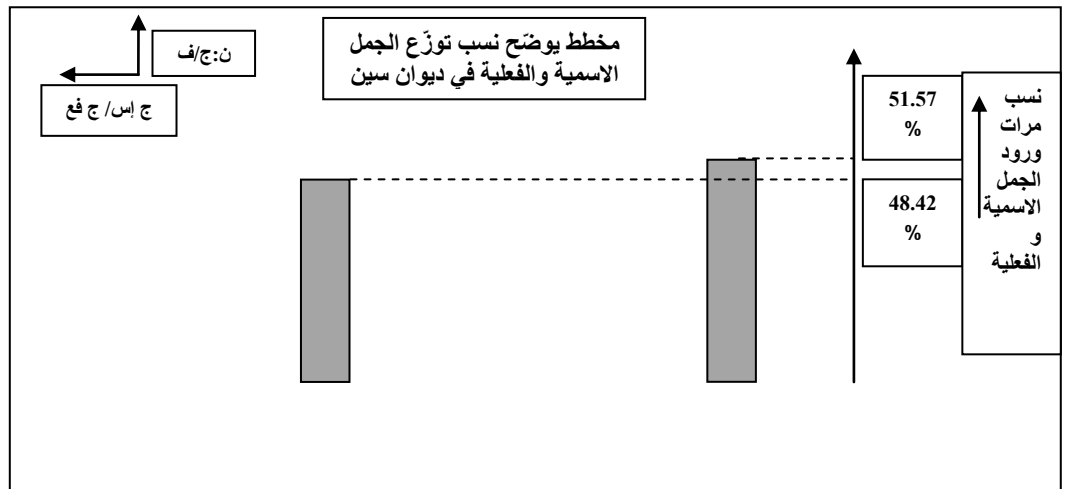 مخطط يوضّح نسب توزّع الجمل
الاسمية والفعلية في ديوان سين
ن:ج/ف
ج إس/ ج فع
نسب
مرات
ورود
الجمل
الاسمية
و
الفعلية
51.57
%
48.42
%